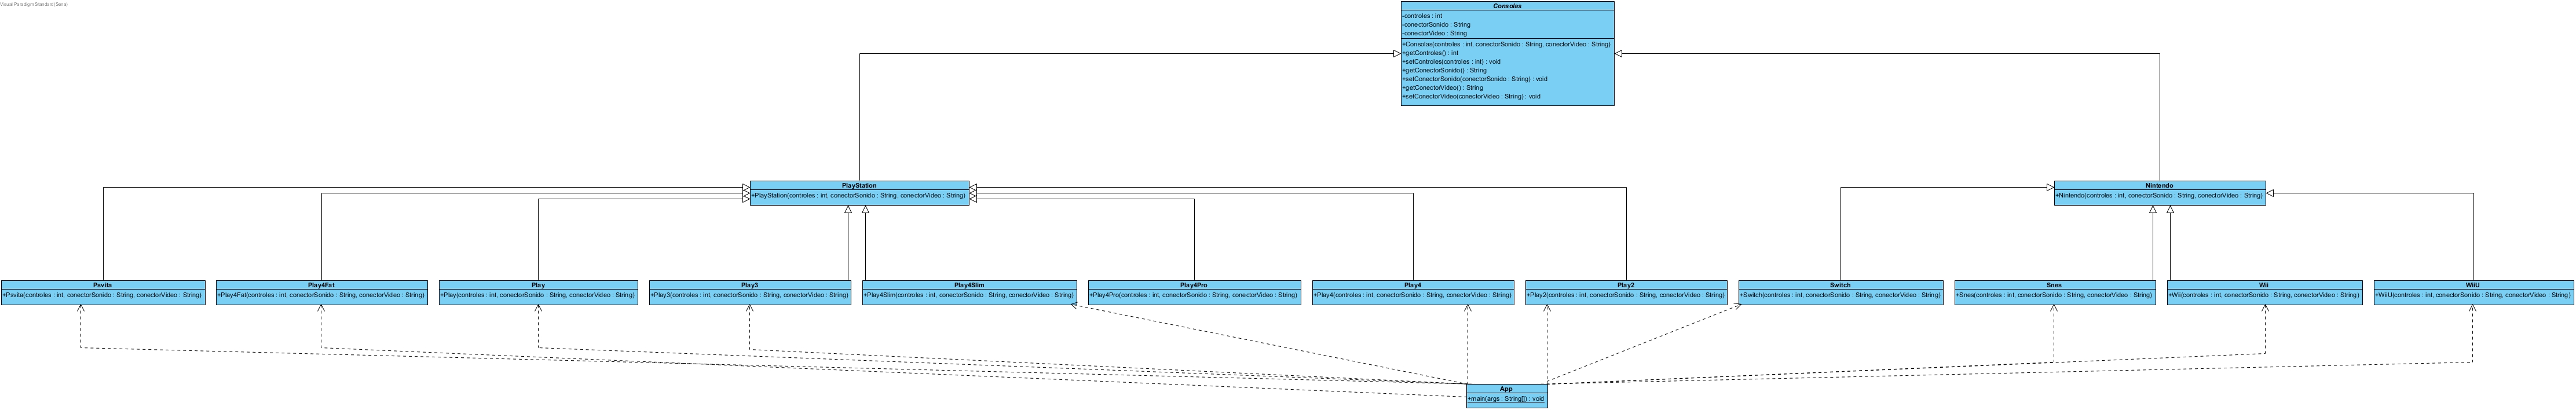 Visual Paradigm Standard(Sena)
Consolas
-controles : int
-conectorSonido : String
-conectorVideo : String
+Consolas(controles : int, conectorSonido : String, conectorVideo : String)
+getControles() : int
+setControles(controles : int) : void
+getConectorSonido() : String
+setConectorSonido(conectorSonido : String) : void
+getConectorVideo() : String
+setConectorVideo(conectorVideo : String) : void
PlayStation
+PlayStation(controles : int, conectorSonido : String, conectorVideo : String)
Nintendo
+Nintendo(controles : int, conectorSonido : String, conectorVideo : String)
Psvita
+Psvita(controles : int, conectorSonido : String, conectorVideo : String)
Play4Fat
+Play4Fat(controles : int, conectorSonido : String, conectorVideo : String)
Play
+Play(controles : int, conectorSonido : String, conectorVideo : String)
Play3
+Play3(controles : int, conectorSonido : String, conectorVideo : String)
Play4Slim
+Play4Slim(controles : int, conectorSonido : String, conectorVideo : String)
Play4Pro
+Play4Pro(controles : int, conectorSonido : String, conectorVideo : String)
Play4
+Play4(controles : int, conectorSonido : String, conectorVideo : String)
Play2
+Play2(controles : int, conectorSonido : String, conectorVideo : String)
Switch
+Switch(controles : int, conectorSonido : String, conectorVideo : String)
Snes
+Snes(controles : int, conectorSonido : String, conectorVideo : String)
Wii
+Wii(controles : int, conectorSonido : String, conectorVideo : String)
WiiU
+WiiU(controles : int, conectorSonido : String, conectorVideo : String)
App
+main(args : String[]) : void